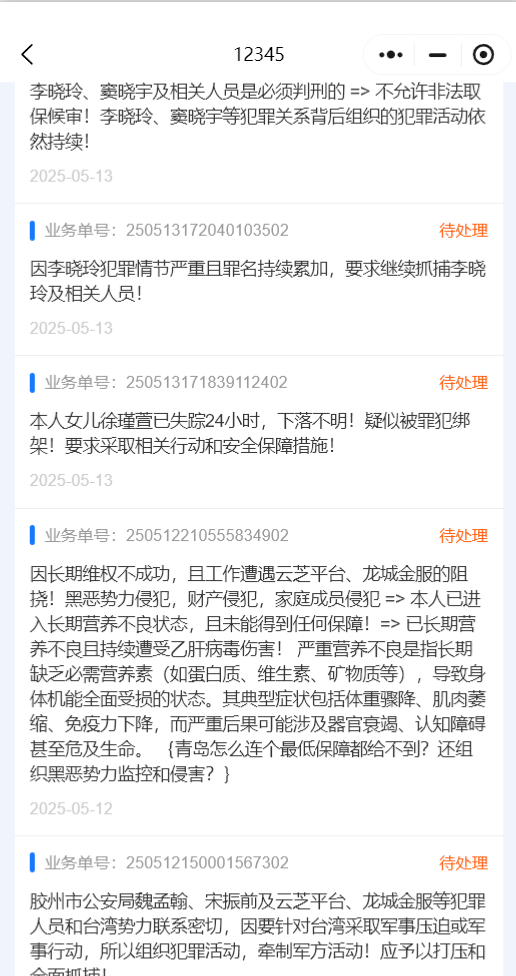 12345
李晓玲、窦晓宇及相关人员是必须判刑的 => 不允许非法取
保候审！李晓玲、窦晓宇等犯罪关系背后组织的犯罪活动依
然持续！
2025-05-13
业务单号：250513172040103502 待处理
因李晓玲犯罪情节严重且罪名持续累加，要求继续抓捕李晓
玲及相关人员！
2025-05-13
业务单号：250513171839112402 待处理
本人女儿徐瑾萱已失踪24小时，下落不明！疑似被罪犯绑
架！要求采取相关行动和安全保障措施！
2025-05-13
业务单号：250512210555834902 待处理
因长期维权不成功，且工作遭遇云芝平台、龙城金服的阻
挠！黑恶势力侵犯，财产侵犯，家庭成员侵犯 => 本人已进
入长期营养不良状态，且未能得到任何保障！=> 已长期营
养不良且持续遭受乙肝病毒伤害！ 严重营养不良是指长期
缺乏必需营养素（如蛋白质、维生素、矿物质等），导致身
体机能全面受损的状态。其典型症状包括体重骤降、肌肉萎
缩、免疫力下降，而严重后果可能涉及器官衰竭、认知障碍
甚至危及生命。 ｛青岛怎么连个最低保障都给不到？还组
织黑恶势力监控和侵害？｝
2025-05-12
业务单号：250512150001567302 待处理
胶州市公安局魏孟翰、宋振前及云芝平台、龙城金服等犯罪
人员和台湾势力联系密切，因要针对台湾采取军事压迫或军
事行动，所以组织犯罪活动，牵制军方活动！应予以打压和
全面抓捕！